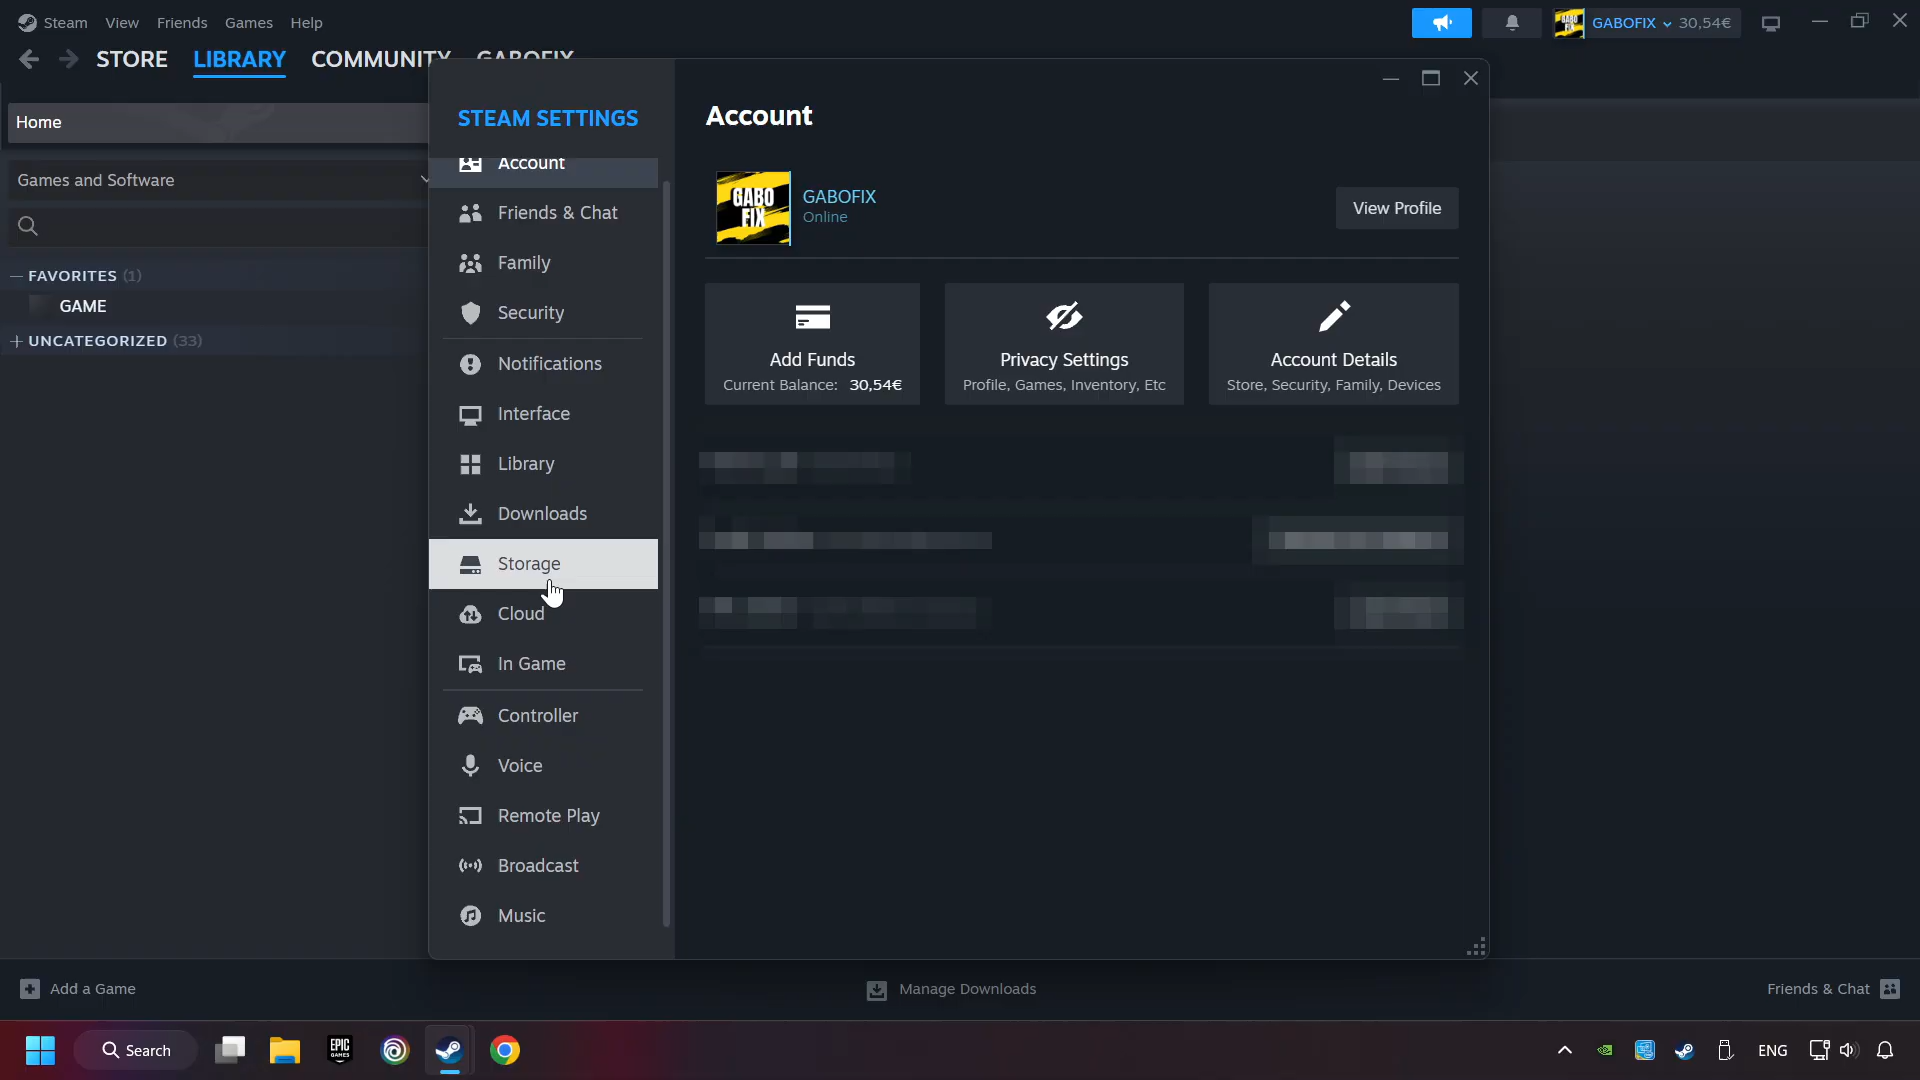 Steam View Friends Games Help
GABOFIX 30,54€
STORE LIBRARY COMMUNITY GABOFIX
Home
Games and Software
FAVORITES (1)
GAME
UNCATEGORIZED (33)
STEAM SETTINGS
Account
Friends & Chat
Family
Security
Notifications
Interface
Library
Downloads
Storage
Cloud
In Game
Controller
Voice
Remote Play
Broadcast
Music
Account
GABO
FIX
GABOFIX
Online
View Profile
Add Funds
Current Balance: 30,54€
Privacy Settings
Profile, Games, Inventory, Etc
Account Details
Store, Security, Family, Devices
Add a Game
Manage Downloads
Friends & Chat
Search
EPIC
GAMES
ENG